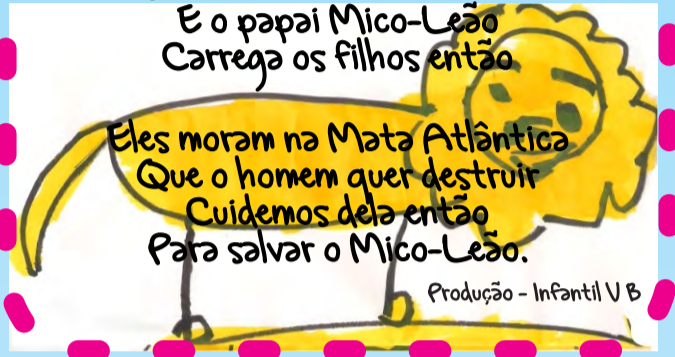 E o papai Mico-Leão
Carrega os filhos então
Eles moram na Mata Atlântica
Que o homem quer destruir
Cuidemos dela então
Para salvar o Mico-Leão.
Produção - Infantil V B